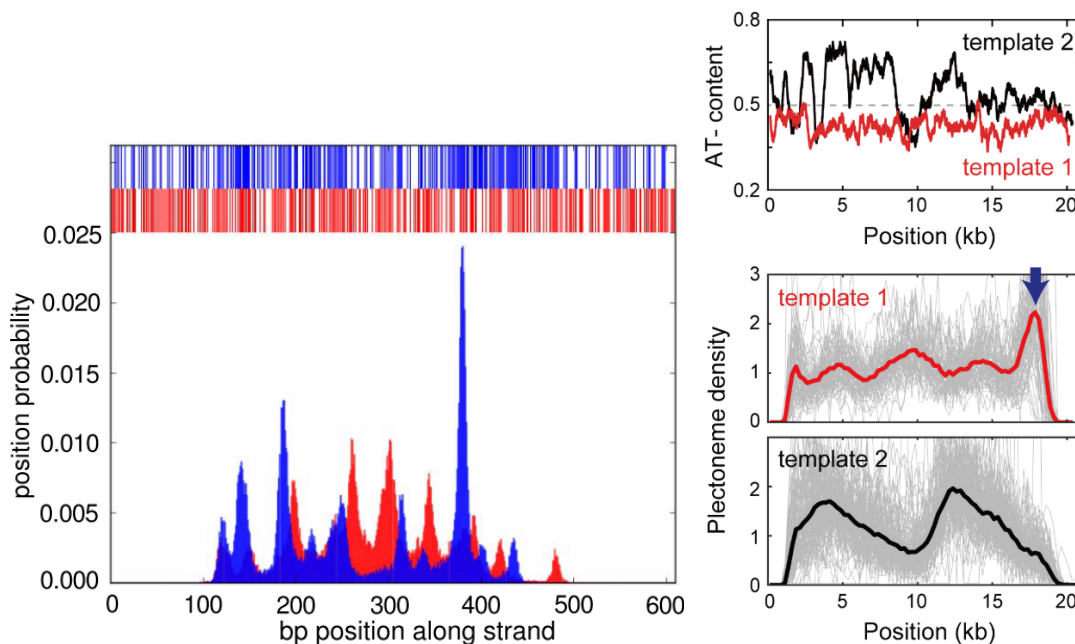 0.025
0.020
0.015
0.010
0.005
0.000
position probability
0 100 200 300 400 500 600
bp position along strand
0.8
0.5
0.2
AT- content
template 2
template 1
0 5 10 15 20
Position (kb)
3
2
1
0
template 1
Plectoneme density
2
1
0
template 2
0 5 10 15 20
Position (kb)